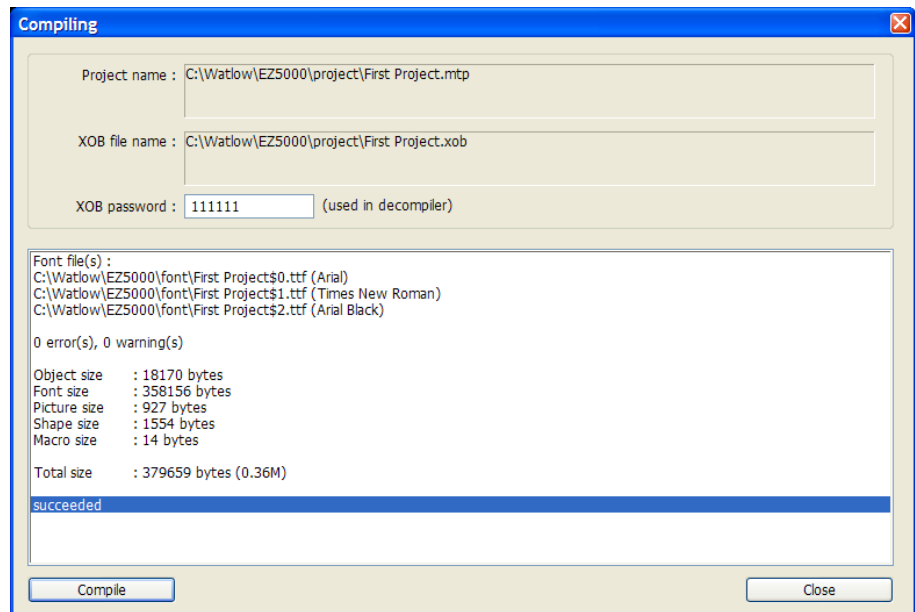 Compiling
Project name : C:\Watlow\EZ5000\project\First Project.mtp
XOB file name : C:\Watlow\EZ5000\project\First Project.xob
XOB password : 111111 (used in decompiler)
Font file(s) :
C:\Watlow\EZ5000\font\First Project$0.ttf (Arial)
C:\Watlow\EZ5000\font\First Project$1.ttf (Times New Roman)
C:\Watlow\EZ5000\font\First Project$2.ttf (Arial Black)
0 error(s), 0 warning(s)
Object size : 18170 bytes
Font size : 358156 bytes
Picture size : 927 bytes
Shape size : 1554 bytes
Macro size : 14 bytes
Total size : 379659 bytes (0.36M)
succeeded
Compile Close